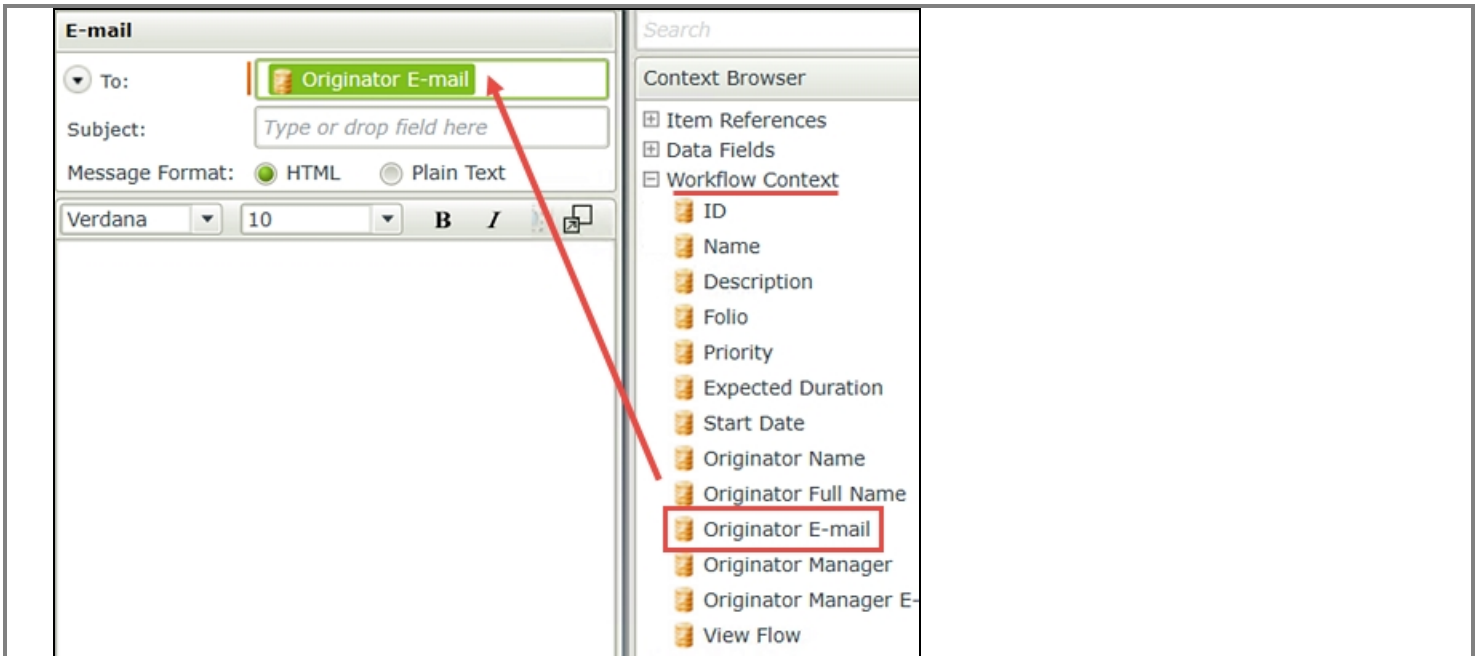 E-mail
To:
Originator E-mail
Subject:
Type or drop field here
Message Format:
HTML
Plain Text
Verdana
10
B
I
Search
Context Browser
Item References
Data Fields
Workflow Context
ID
Name
Description
Folio
Priority
Expected Duration
Start Date
Originator Name
Originator Full Name
Originator E-mail
Originator Manager
Originator Manager E-
View Flow